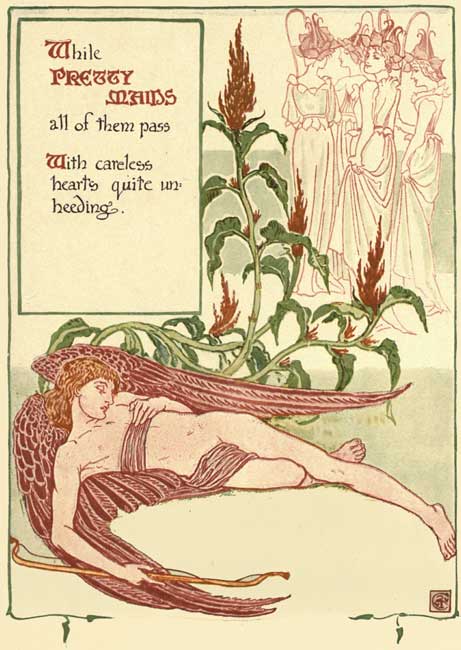 While
PRETTY
MAIDS
all of them pass
With careless
hearts quite un-
heeding.